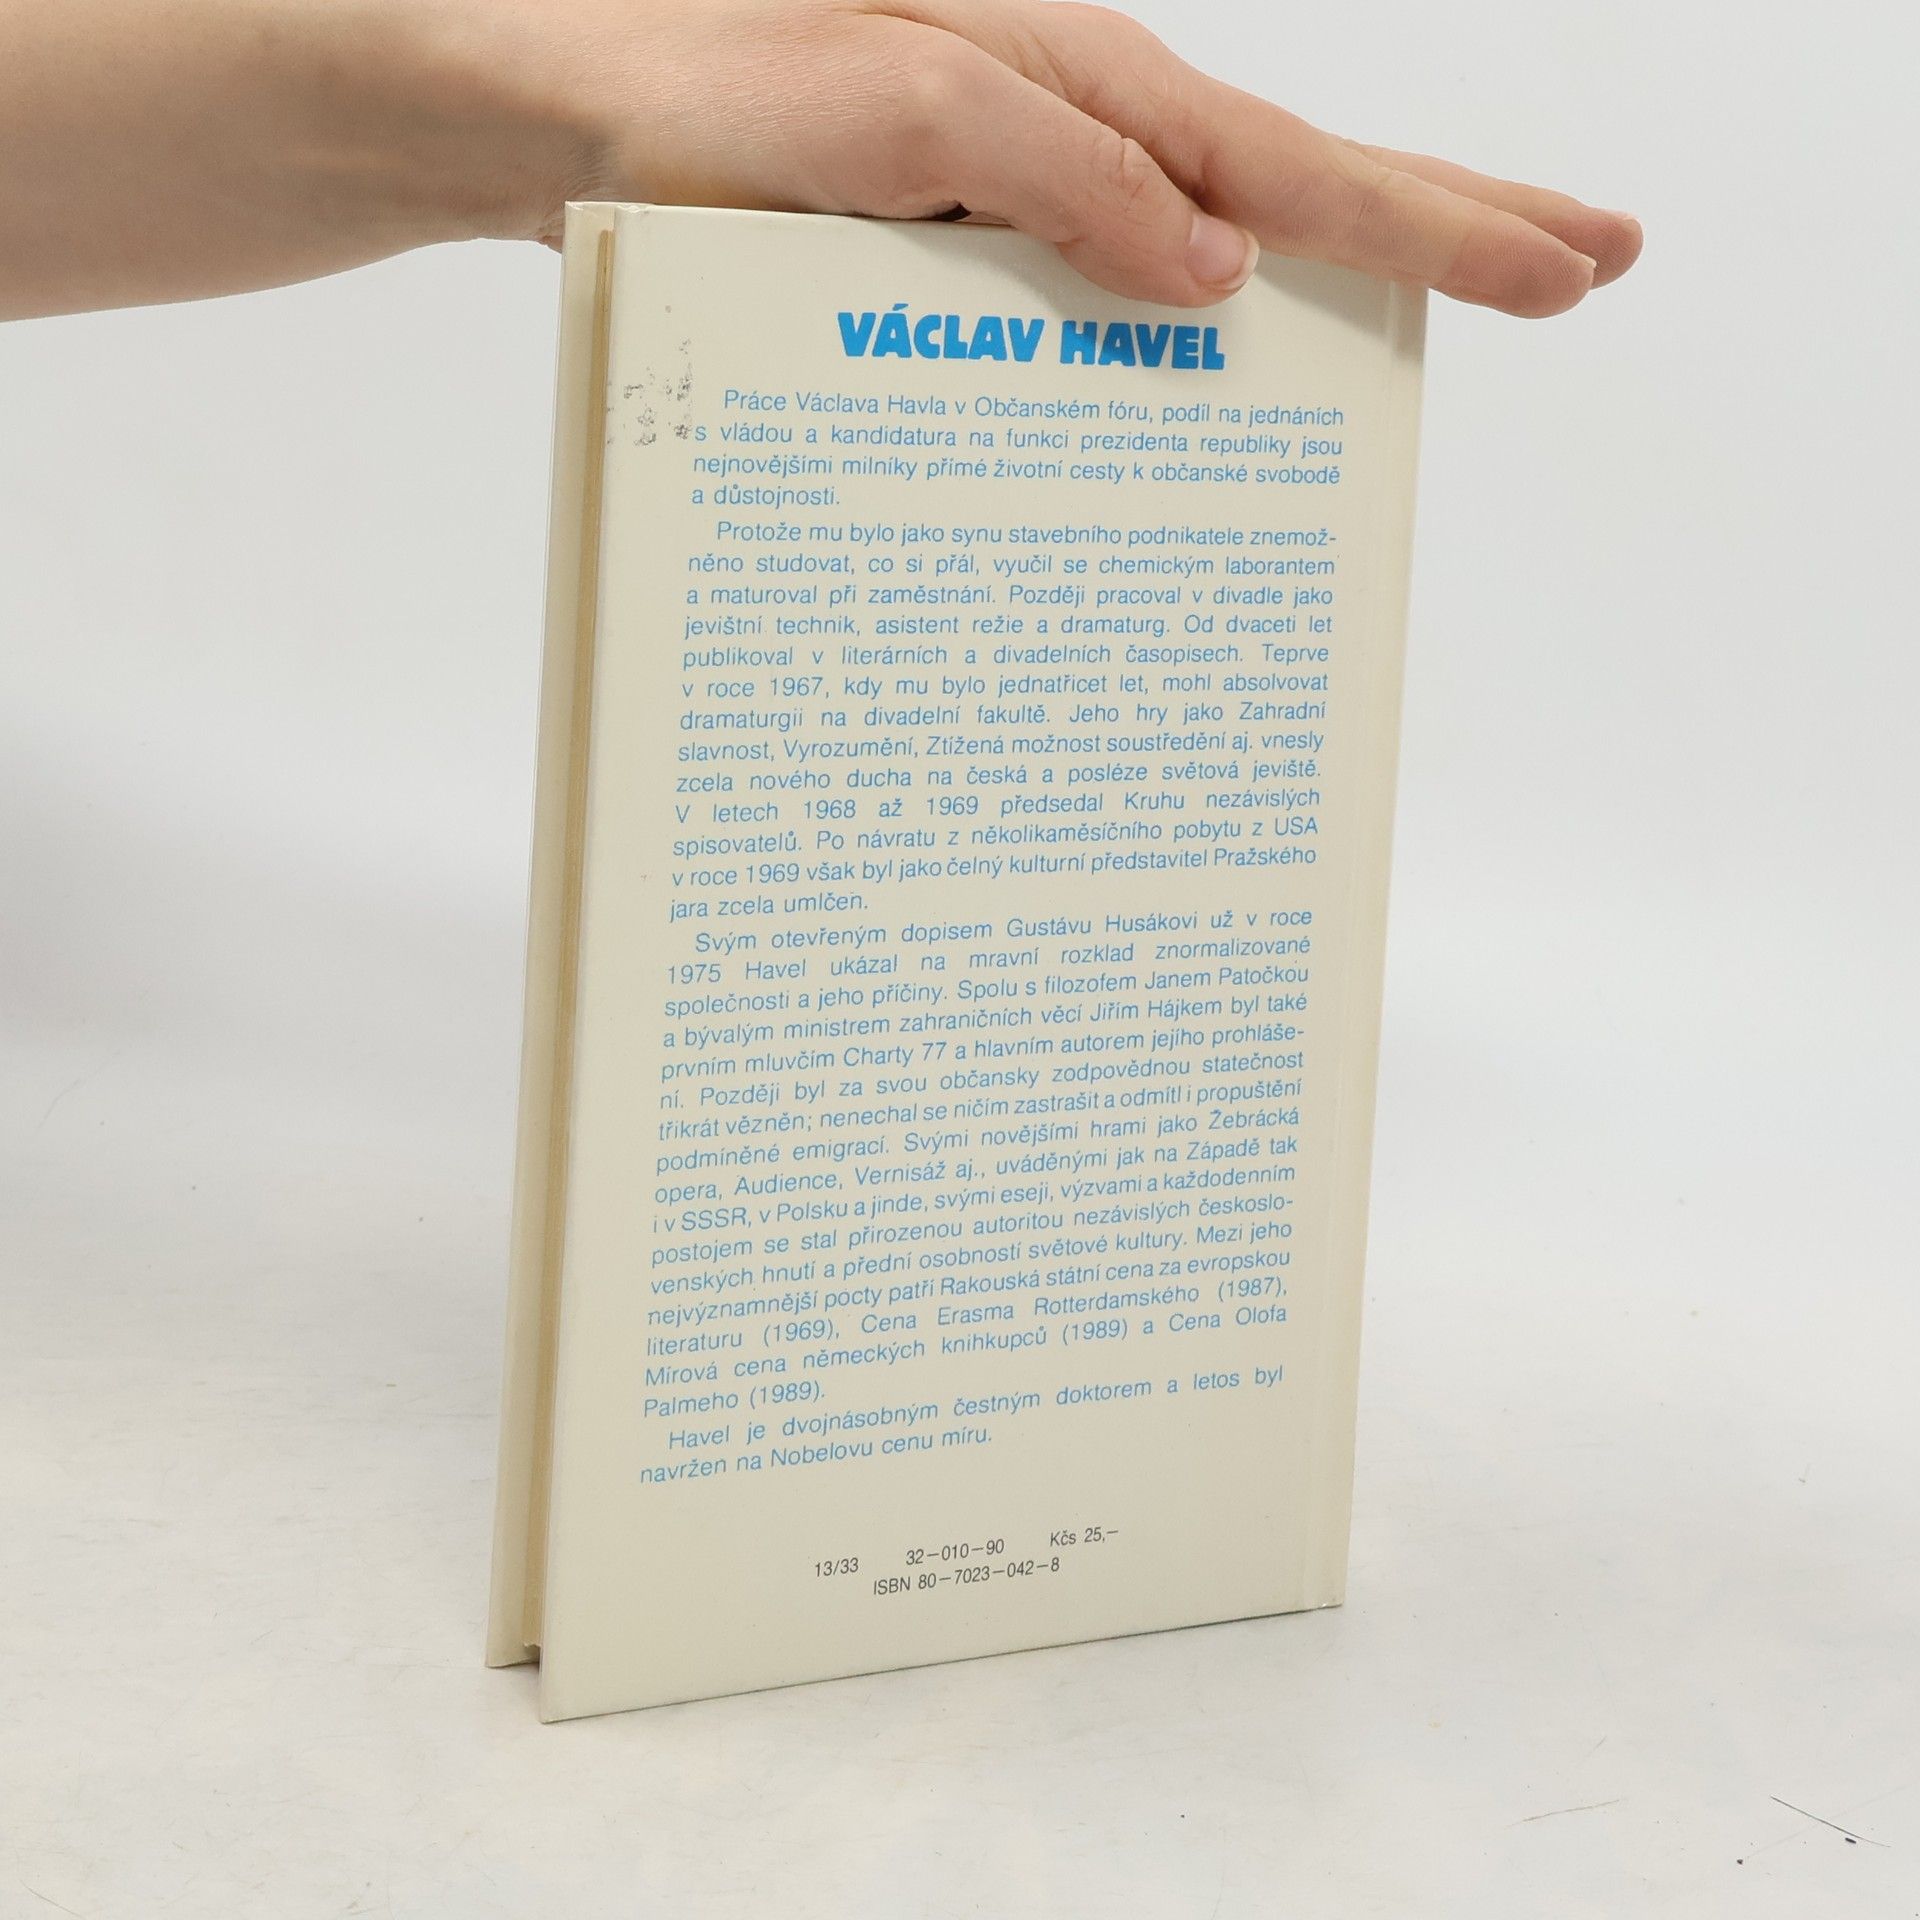 VÁCLAV HAVEL
Práce Václava Havla v Občanském fóru, podíl na jednáních
s vládou a kandidatura na funkci prezidenta republiky jsou
nejnovějšími milníky přímé životní cesty k občanské svobodě
a důstojnosti.
Protože mu bylo jako synu stavebního podnikatele znemož-
něno studovat, co si přál, vyučil se chemickým laborantem
a maturoval při zaměstnání. Později pracoval v divadle jako
jevištní technik, asistent režie a dramaturg. Od dvaceti let
publikoval v literárních a divadelních časopisech. Teprve
v roce 1967, kdy mu bylo jednatřicet let, mohl absolvovat
dramaturgii na divadelní fakultě. Jeho hry jako Zahradní
slavnost, Vyrozumění, Ztížená možnost soustředění aj. vnesly
zcela nového ducha na česká a posléze světová jeviště.
V letech 1968 až 1969 předsedal Kruhu nezávislých
spisovatelů. Po návratu z několikaměsíčního pobytu z USA
v roce 1969 však byl jako čelný kulturní představitel Pražského
jara zcela umlčen.
Svým otevřeným dopisem Gustávu Husákovi už v roce
1975 Havel ukázal na mravní rozklad znormalizované
společnosti a jeho příčiny. Spolu s filozofem Janem Patočkou
a bývalým ministrem zahraničních věcí Jiřím Hájkem byl také
prvním mluvčím Charty 77 a hlavním autorem jejího prohláše-
ní. Později byl za svou občansky zodpovědnou statečnost
třikrát vězněn; nenechal se ničím zastrašit a odmítl i propuštění
podmíněné emigrací. Svými novějšími hrami jako Žebrácká
opera, Audience, Vernisáž aj., uváděnými jak na Západě tak
i v SSSR, v Polsku a jinde, svými eseji, výzvami a každodenním
postojem se stal přirozenou autoritou nezávislých českoslo-
venských hnutí a přední osobností světové kultury. Mezi jeho
nejvýznamnější pocty patří Rakouská státní cena za evropskou
literaturu (1969), Cena Erasma Rotterdamského (1987),
Mírová cena německých knihkupců (1989) a Cena Olofa
Palmeho (1989).
Havel je dvojnásobným čestným doktorem a letos byl
navržen na Nobelovu cenu míru.
13/33 32—010—90 Kčs 25,—
ISBN 80—7023—042—8